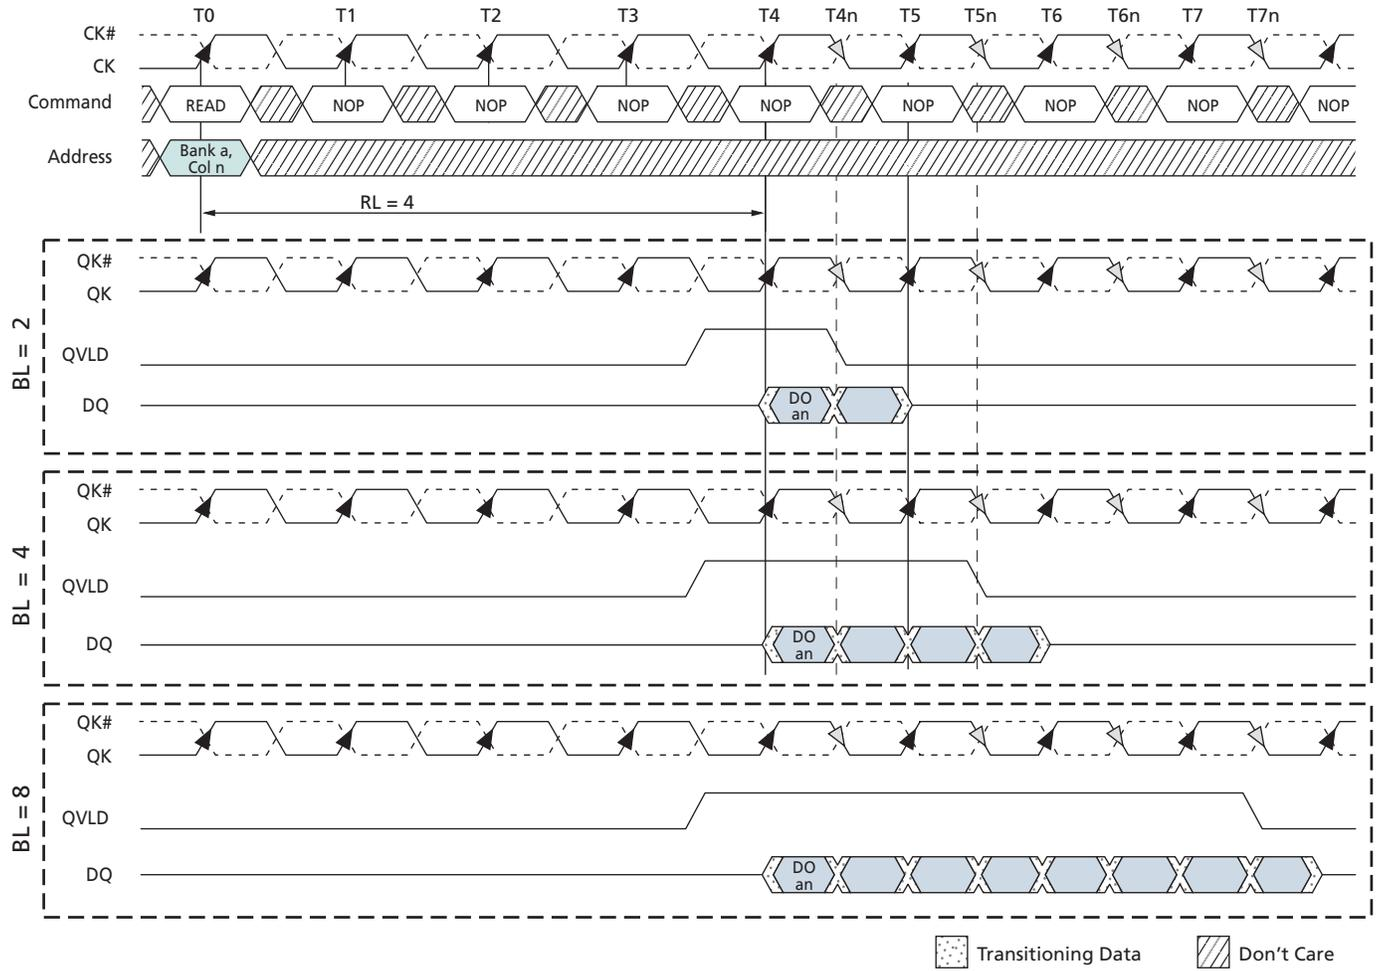 T0 T1 T2 T3 T4 T4n T5 T5n T6 T6n T7 T7n
CK#
CK
Command READ NOP NOP NOP NOP NOP NOP NOP NOP
Address Bank a,
Col n
RL = 4
BL = 2
QK#
QK
QVLD
DQ DO
an
BL = 4
QK#
QK
QVLD
DQ DO
an
BL = 8
QK#
QK
QVLD
DQ DO
an
Transitioning Data Don't Care